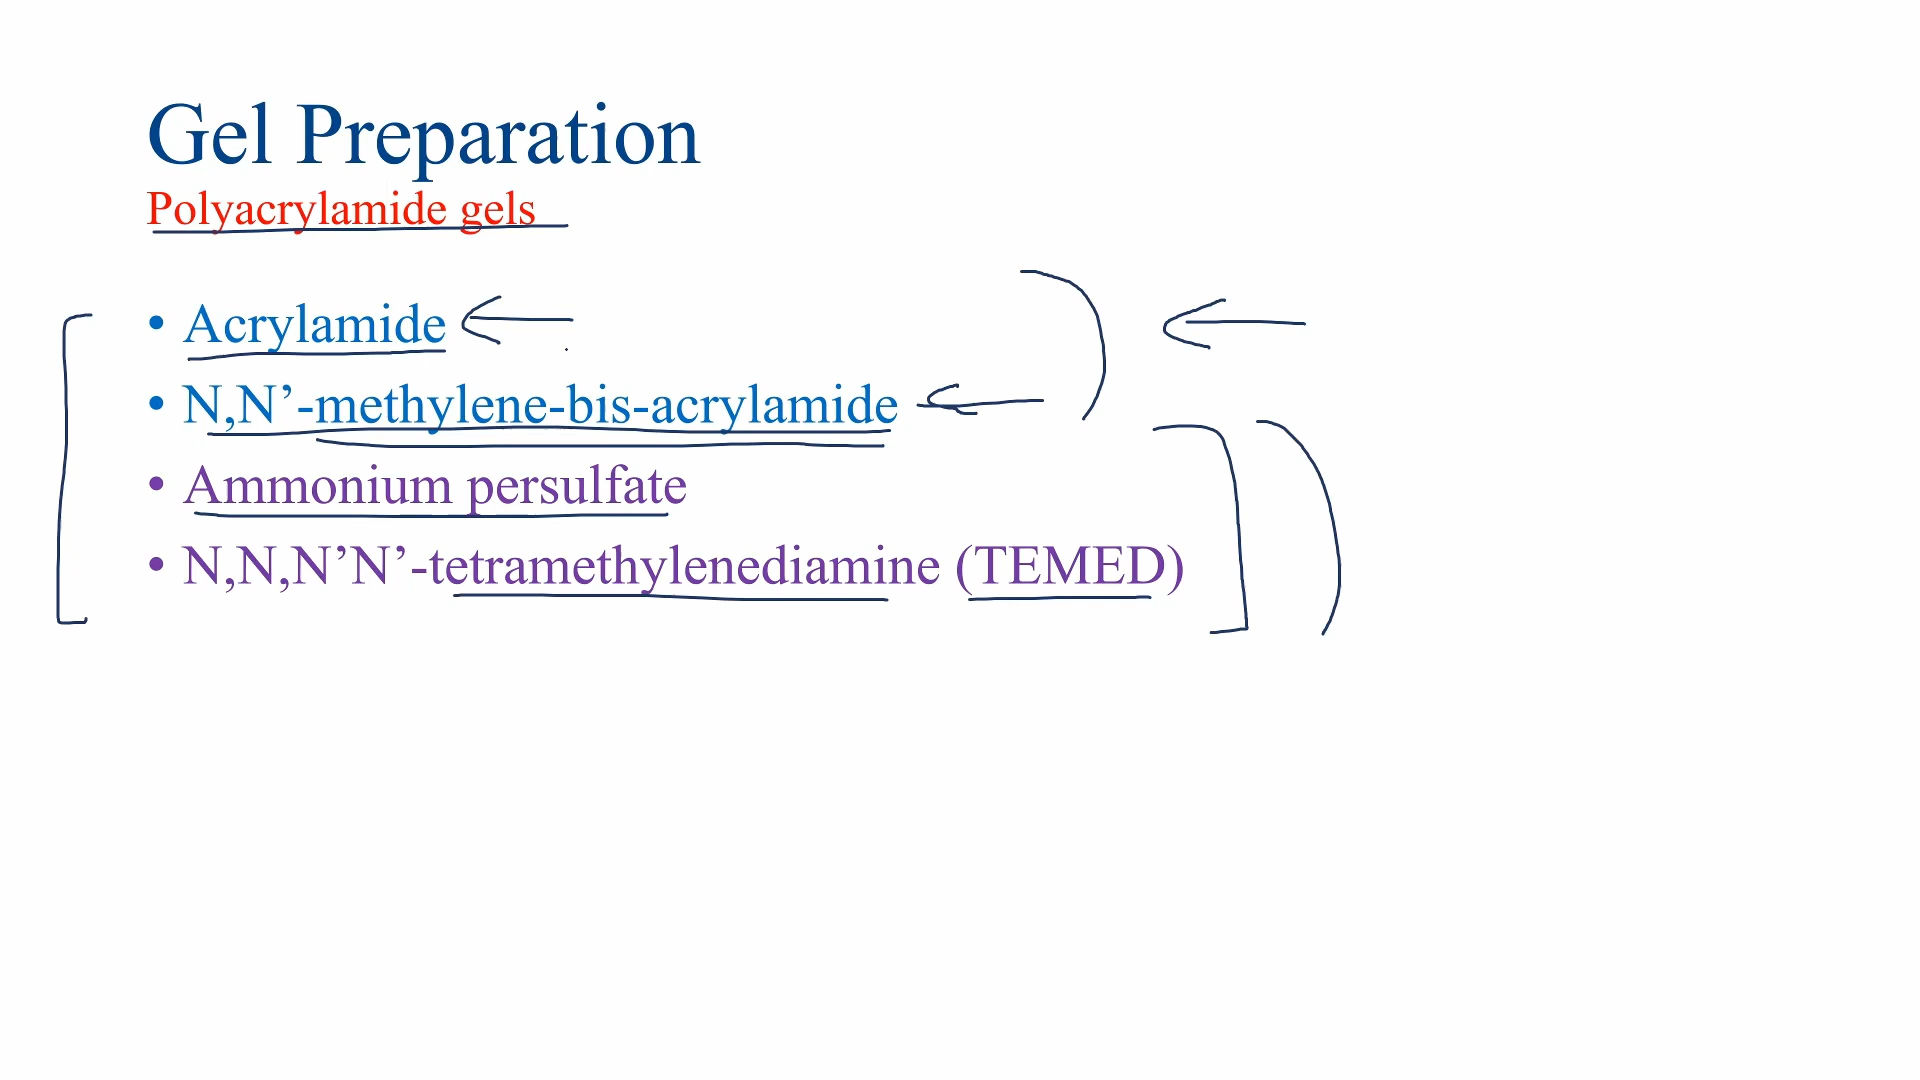 Gel Preparation
Polyacrylamide gels
• Acrylamide
• N,N’-methylene-bis-acrylamide
• Ammonium persulfate
• N,N,N’N’-tetramethylenediamine (TEMED)